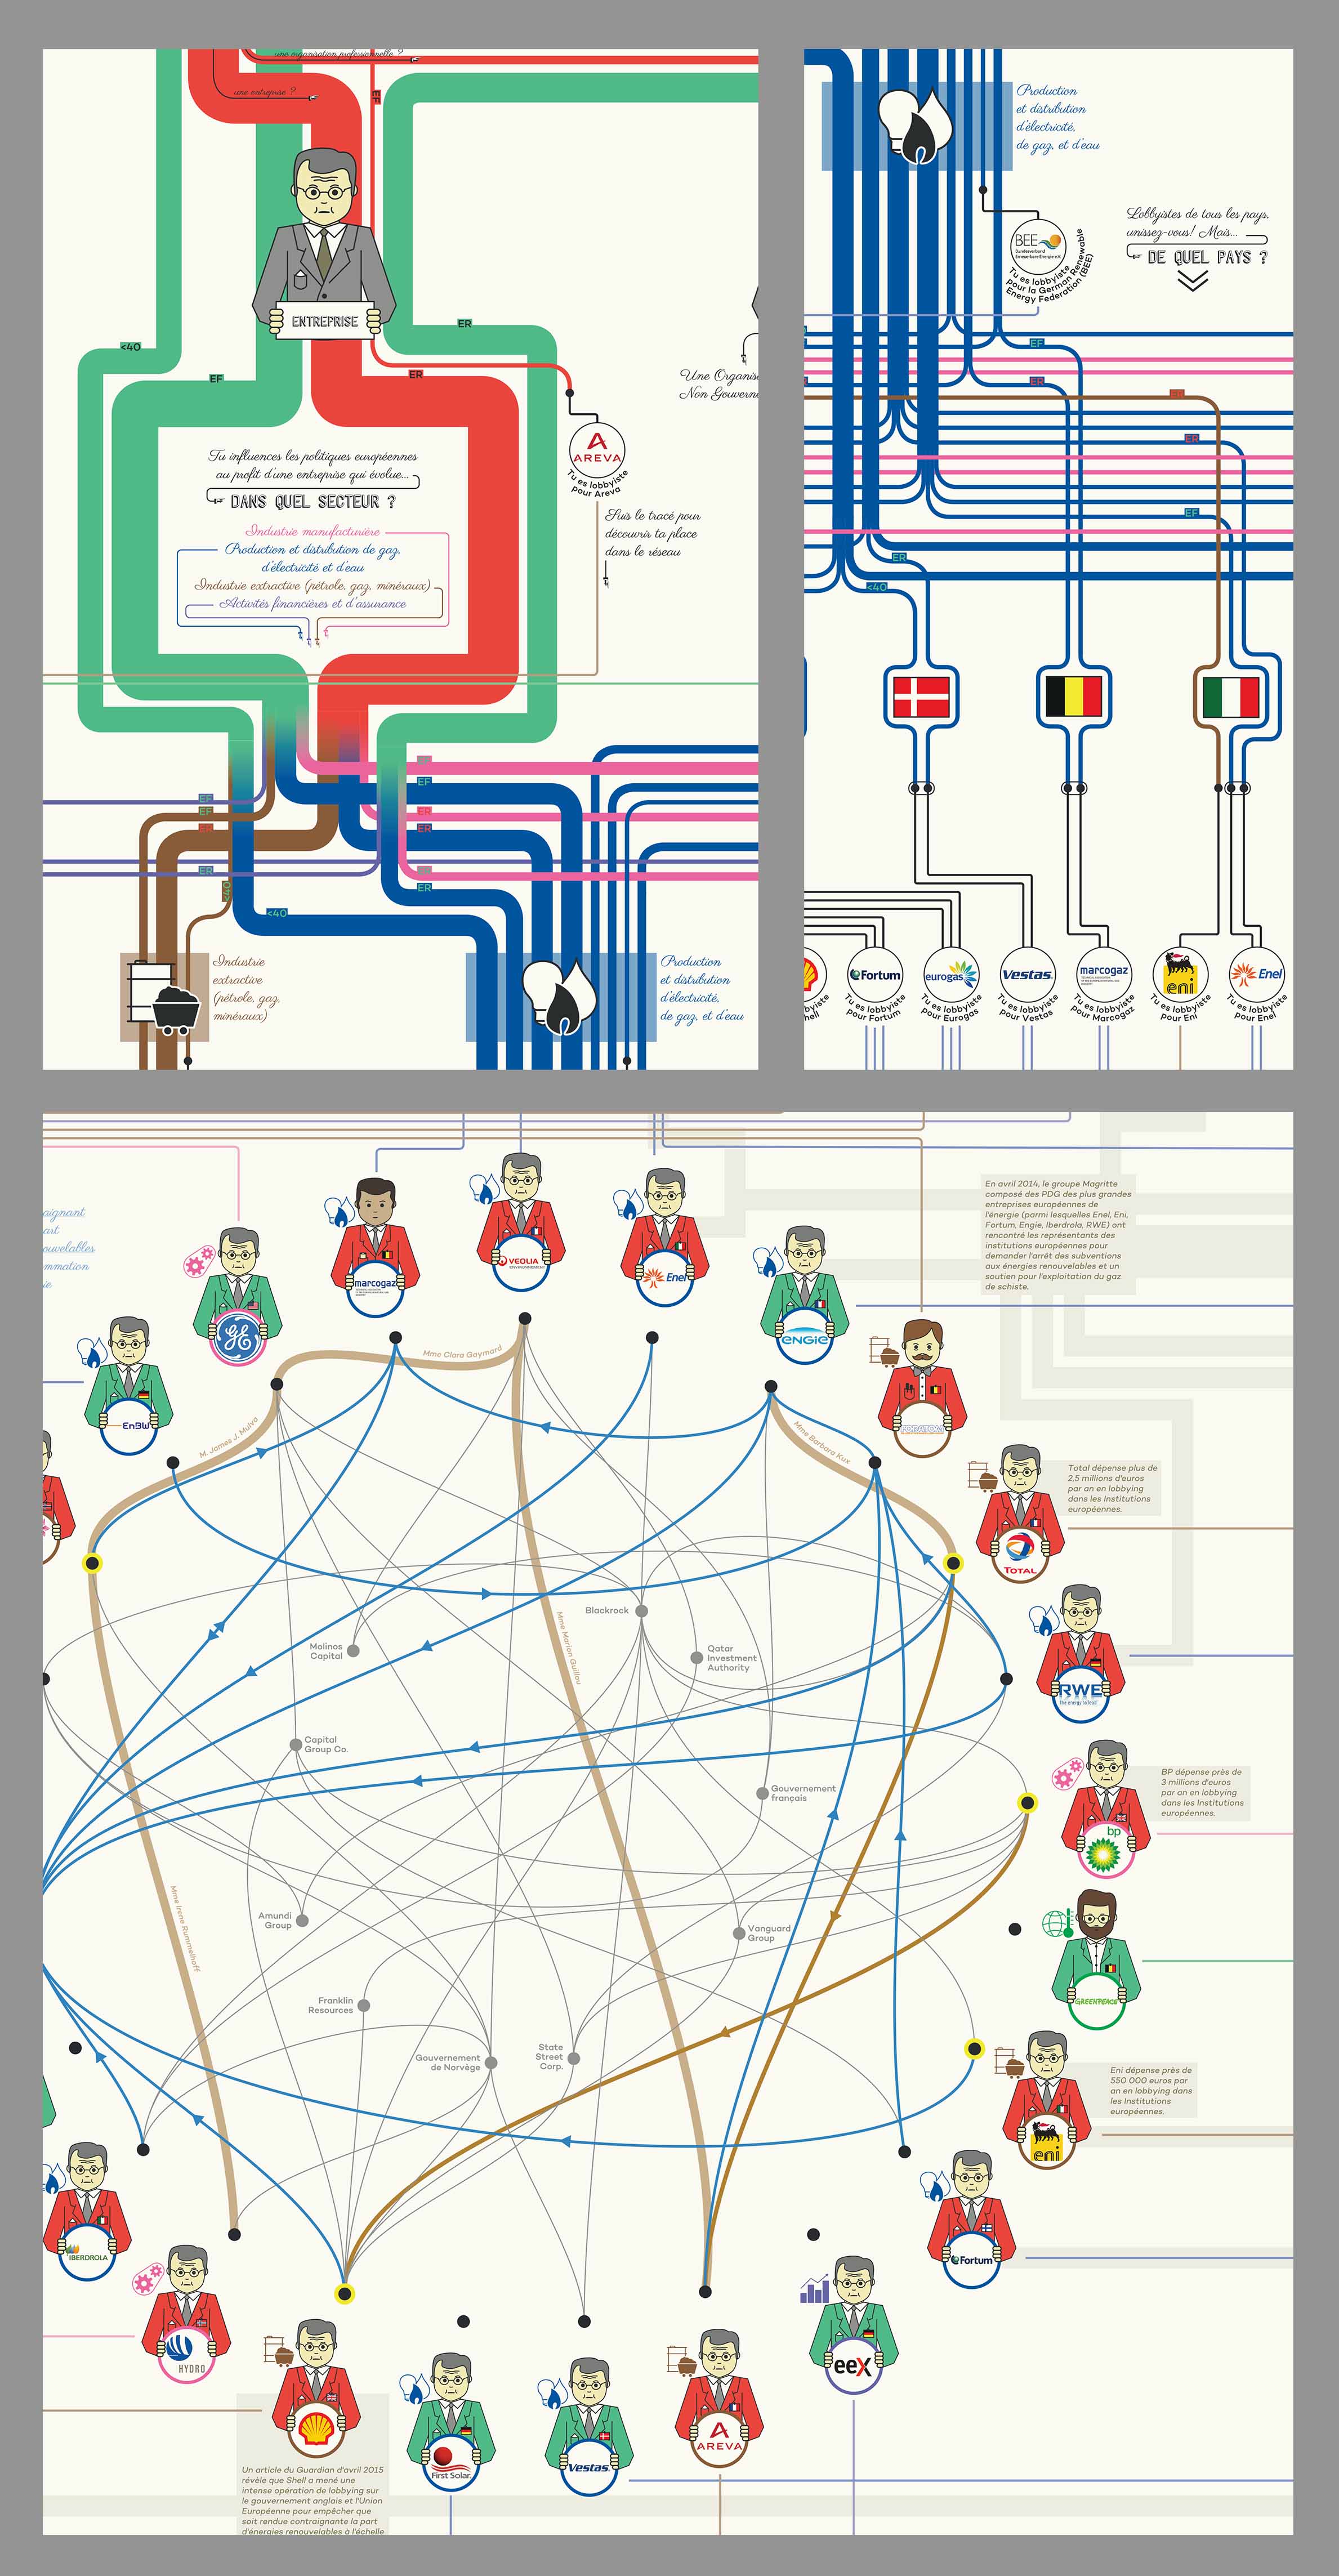 une organisation professionnelle ?
une entreprise ?
EF
ENTREPRISE
<40
EF
ER
ER
Tu influences les politiques européennes
au profit d'une entreprise qui évolue...
DANS QUEL SECTEUR ?
Industrie manufacturière
Production et distribution de gaz,
d'électricité et d'eau
Industrie extractive (pétrole, gaz, minéraux)
Activités financières et d'assurance
AREVA
Tu es lobbyiste
pour Areva
Suis le tracé pour
découvrir ta place
dans le réseau
Une Organis
Non Gouverne
EF
EF
EF
EF
ER
ER
ER
ER
ER
<40
<40
Industrie
extractive
(pétrole, gaz,
minéraux)
Production
et distribution
d'électricité,
de gaz, et d'eau
Production
et distribution
d'électricité,
de gaz, et d'eau
BEE
Bundesverband
Erneuerbare Energie e.V.
Tu es lobbyiste
pour la German Renewable
Energy Federation (BEE)
Lobbyistes de tous les pays,
unissez-vous! Mais...
DE QUEL PAYS ?
EF
ER
ER
EF
ER
<40
byiste
hell
Fortum
Tu es lobbyiste
pour Fortum
eurogas
Tu es lobbyiste
pour Eurogas
Vestas
Tu es lobbyiste
pour Vestas
marcogaz
Tu es lobbyiste
pour Marcogaz
eni
Tu es lobbyiste
pour Eni
Enel
Tu es lobbyiste
pour Enel
aignant
art
ouvelables
mmation
ie
marcogaz
VEOLIA
ENVIRONNEMENT
Enel
ENGIE
GE
EnBW
En avril 2014, le groupe Magritte
composé des PDG des plus grandes
entreprises européennes de
l'énergie (parmi lesquelles Enel, Eni,
Fortum, Engie, Iberdrola, RWE) ont
rencontré les représentants des
institutions européennes pour
demander l'arrêt des subventions
aux énergies renouvelables et un
soutien pour l'exploitation du gaz
de schiste.
Mme Clara Gaymard
M. James J. Mulva
Mme Barbara Kux
FORATOM
Total dépense plus de
2,5 millions d'euros
par an en lobbying
dans les Institutions
européennes.
TOTAL
RWE
The energy to lead
Blackrock
Molinos
Capital
Qatar
Investment
Authority
Mme Marion Guillou
Capital
Group Co.
Gouvernement
français
BP dépense près de
3 millions d'euros
par an en lobbying
dans les Institutions
européennes.
bp
Mme Irene Rummelhoff
Amundi
Group
Vanguard
Group
GREENPEACE
Franklin
Resources
Gouvernement
de Norvège
State
Street
Corp.
Eni dépense près de
550 000 euros par
an en lobbying dans
les Institutions
européennes.
eni
IBERDROLA
Fortum
HYDRO
eex
AREVA
First Solar
Vestas
Un article du Guardian d'avril 2015
révèle que Shell a mené une
intense opération de lobbying sur
le gouvernement anglais et l'Union
Européenne pour empêcher que
soit rendue contraignante la part
d'énergies renouvelables à l'échelle